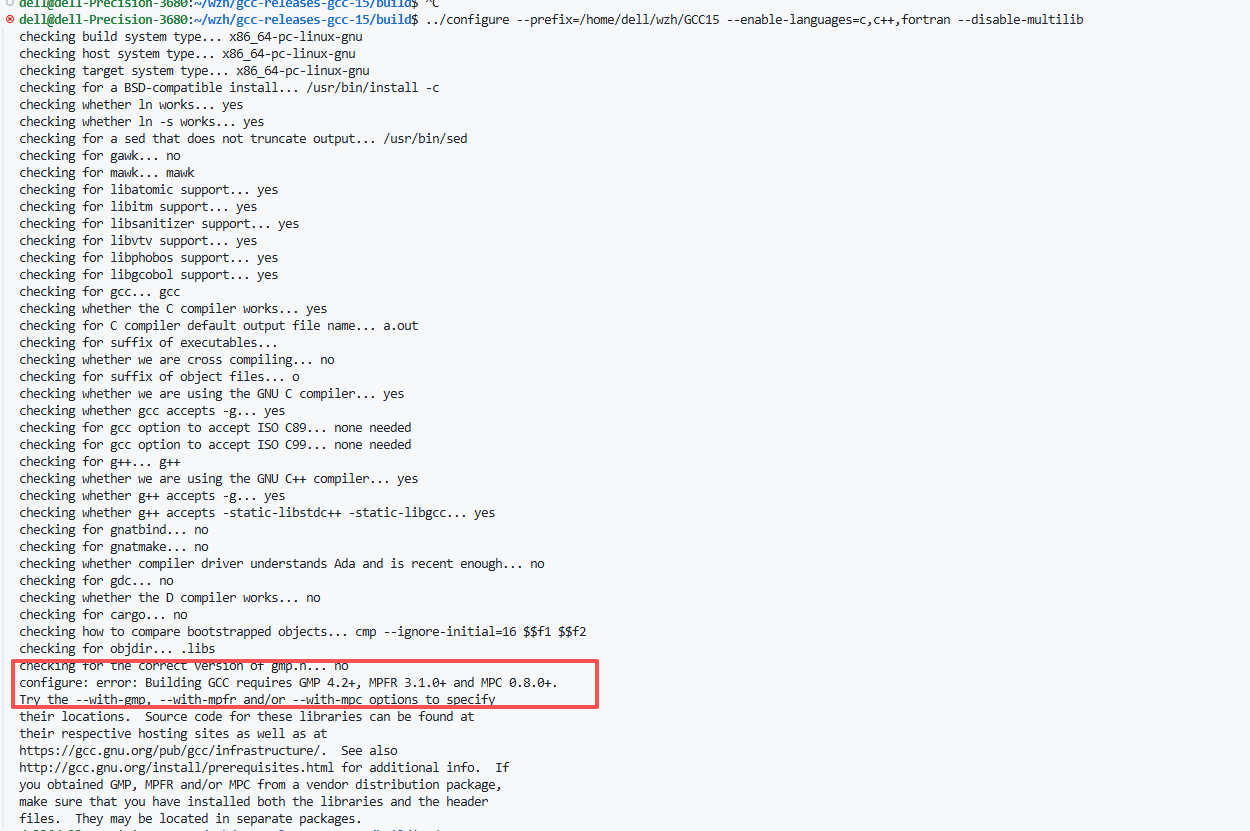 dell@dell-Precision-3680:~/wzh/gcc-releases-gcc-15/build$ ^C
dell@dell-Precision-3680:~/wzh/gcc-releases-gcc-15/build$ ../configure --prefix=/home/dell/wzh/GCC15 --enable-languages=c,c++,fortran --disable-multilib
checking build system type... x86_64-pc-linux-gnu
checking host system type... x86_64-pc-linux-gnu
checking target system type... x86_64-pc-linux-gnu
checking for a BSD-compatible install... /usr/bin/install -c
checking whether ln works... yes
checking whether ln -s works... yes
checking for a sed that does not truncate output... /usr/bin/sed
checking for gawk... no
checking for mawk... mawk
checking for libatomic support... yes
checking for libitm support... yes
checking for libsanitizer support... yes
checking for libvtv support... yes
checking for libphobos support... yes
checking for libgcobol support... yes
checking for gcc... gcc
checking whether the C compiler works... yes
checking for C compiler default output file name... a.out
checking for suffix of executables...
checking whether we are cross compiling... no
checking for suffix of object files... o
checking whether we are using the GNU C compiler... yes
checking whether gcc accepts -g... yes
checking for gcc option to accept ISO C89... none needed
checking for gcc option to accept ISO C99... none needed
checking for g++... g++
checking whether we are using the GNU C++ compiler... yes
checking whether g++ accepts -g... yes
checking whether g++ accepts -static-libstdc++ -static-libgcc... yes
checking for gnatbind... no
checking for gnatmake... no
checking whether compiler driver understands Ada and is recent enough... no
checking for gdc... no
checking whether the D compiler works... no
checking for cargo... no
checking how to compare bootstrapped objects... cmp --ignore-initial=16 $$f1 $$f2
checking for objdir... .libs
checking for the correct version of gmp.h... no
configure: error: Building GCC requires GMP 4.2+, MPFR 3.1.0+ and MPC 0.8.0+.
Try the --with-gmp, --with-mpfr and/or --with-mpc options to specify
their locations.  Source code for these libraries can be found at
their respective hosting sites as well as at
https://gcc.gnu.org/pub/gcc/infrastructure/.  See also
http://gcc.gnu.org/install/prerequisites.html for additional info.  If
you obtained GMP, MPFR and/or MPC from a vendor distribution package,
make sure that you have installed both the libraries and the header
files.  They may be located in separate packages.